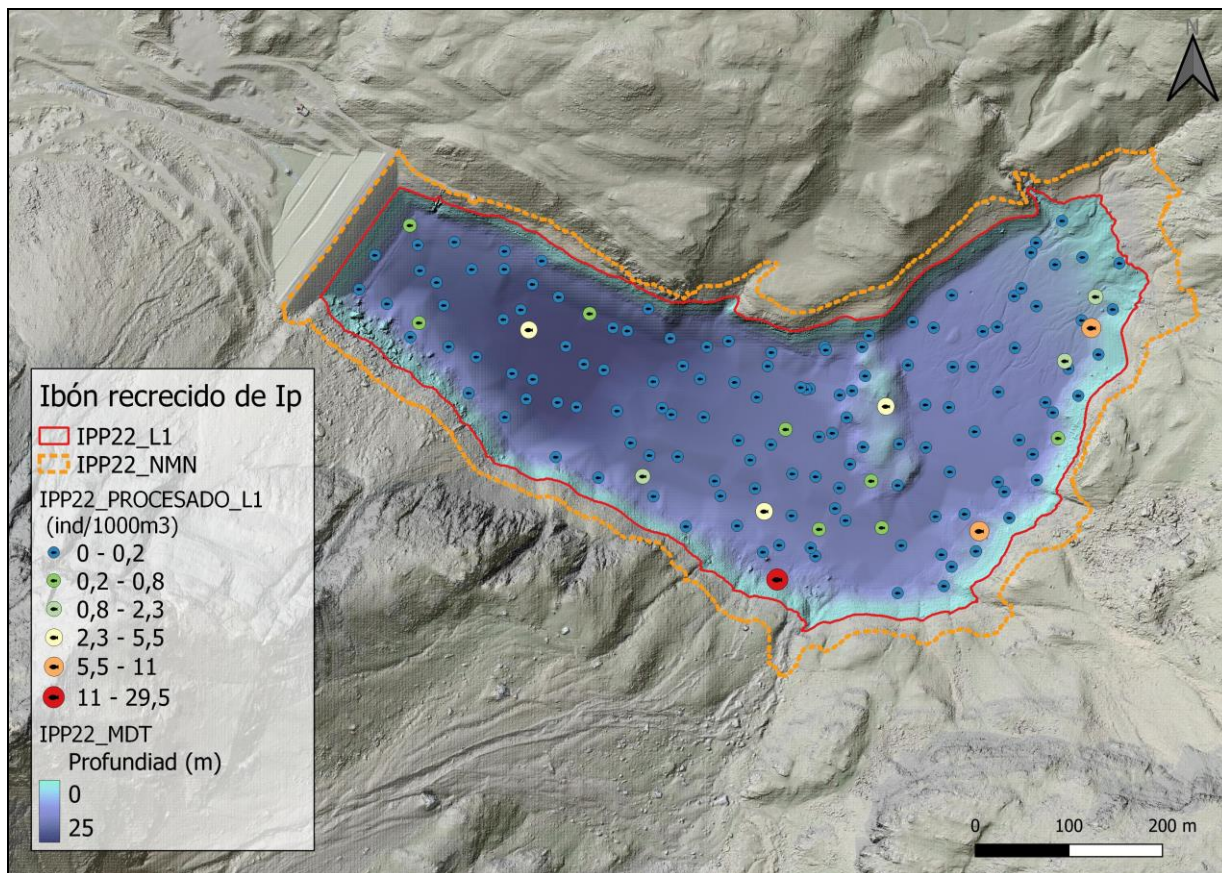 N
Ibón recrecido de Ip
IPP22_L1
IPP22_NMN
IPP22_PROCESADO_L1
(ind/1000m3)
0 - 0,2
0,2 - 0,8
0,8 - 2,3
2,3 - 5,5
5,5 - 11
11 - 29,5
IPP22_MDT
Profundiad (m)
0
25
0 100 200 m